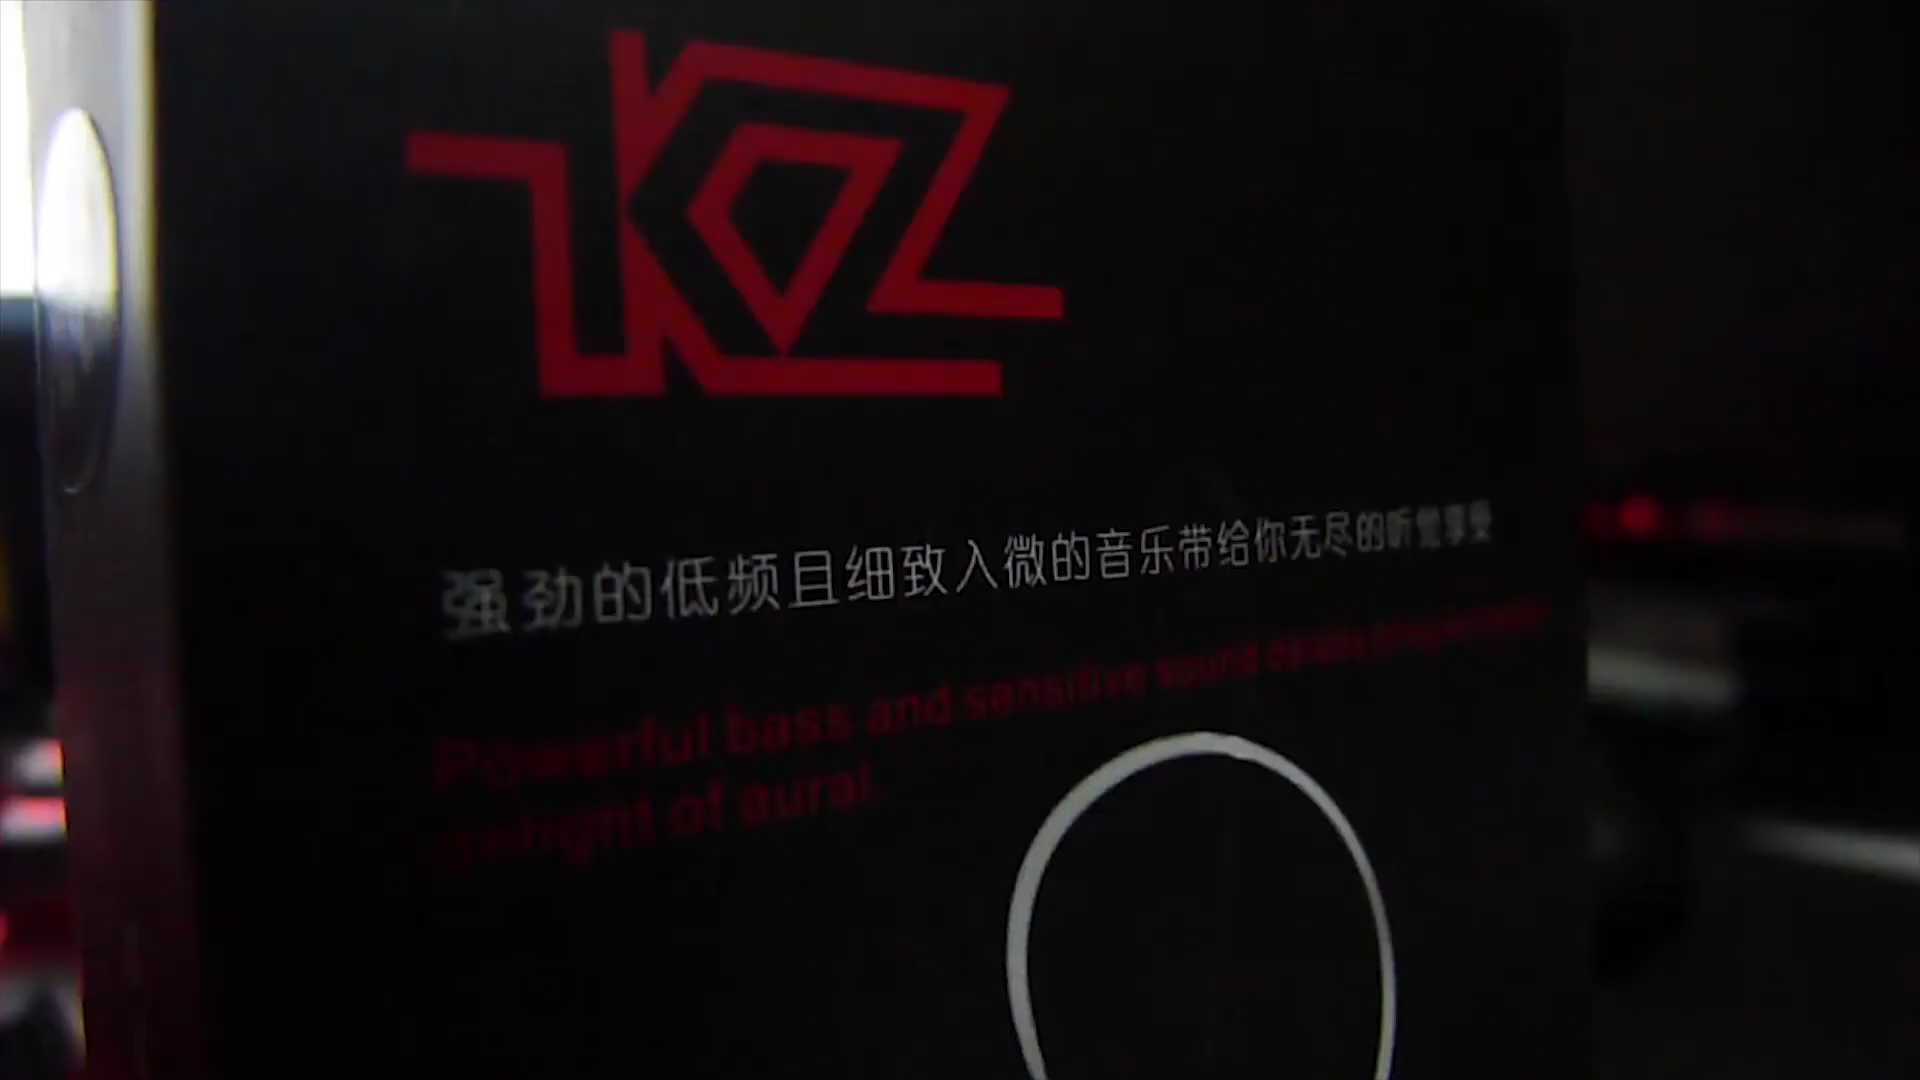 KZ
强劲的低频且细致入微的音乐带给你无尽的听觉享受
Powerful bass and sensitive sound details
delight of aural